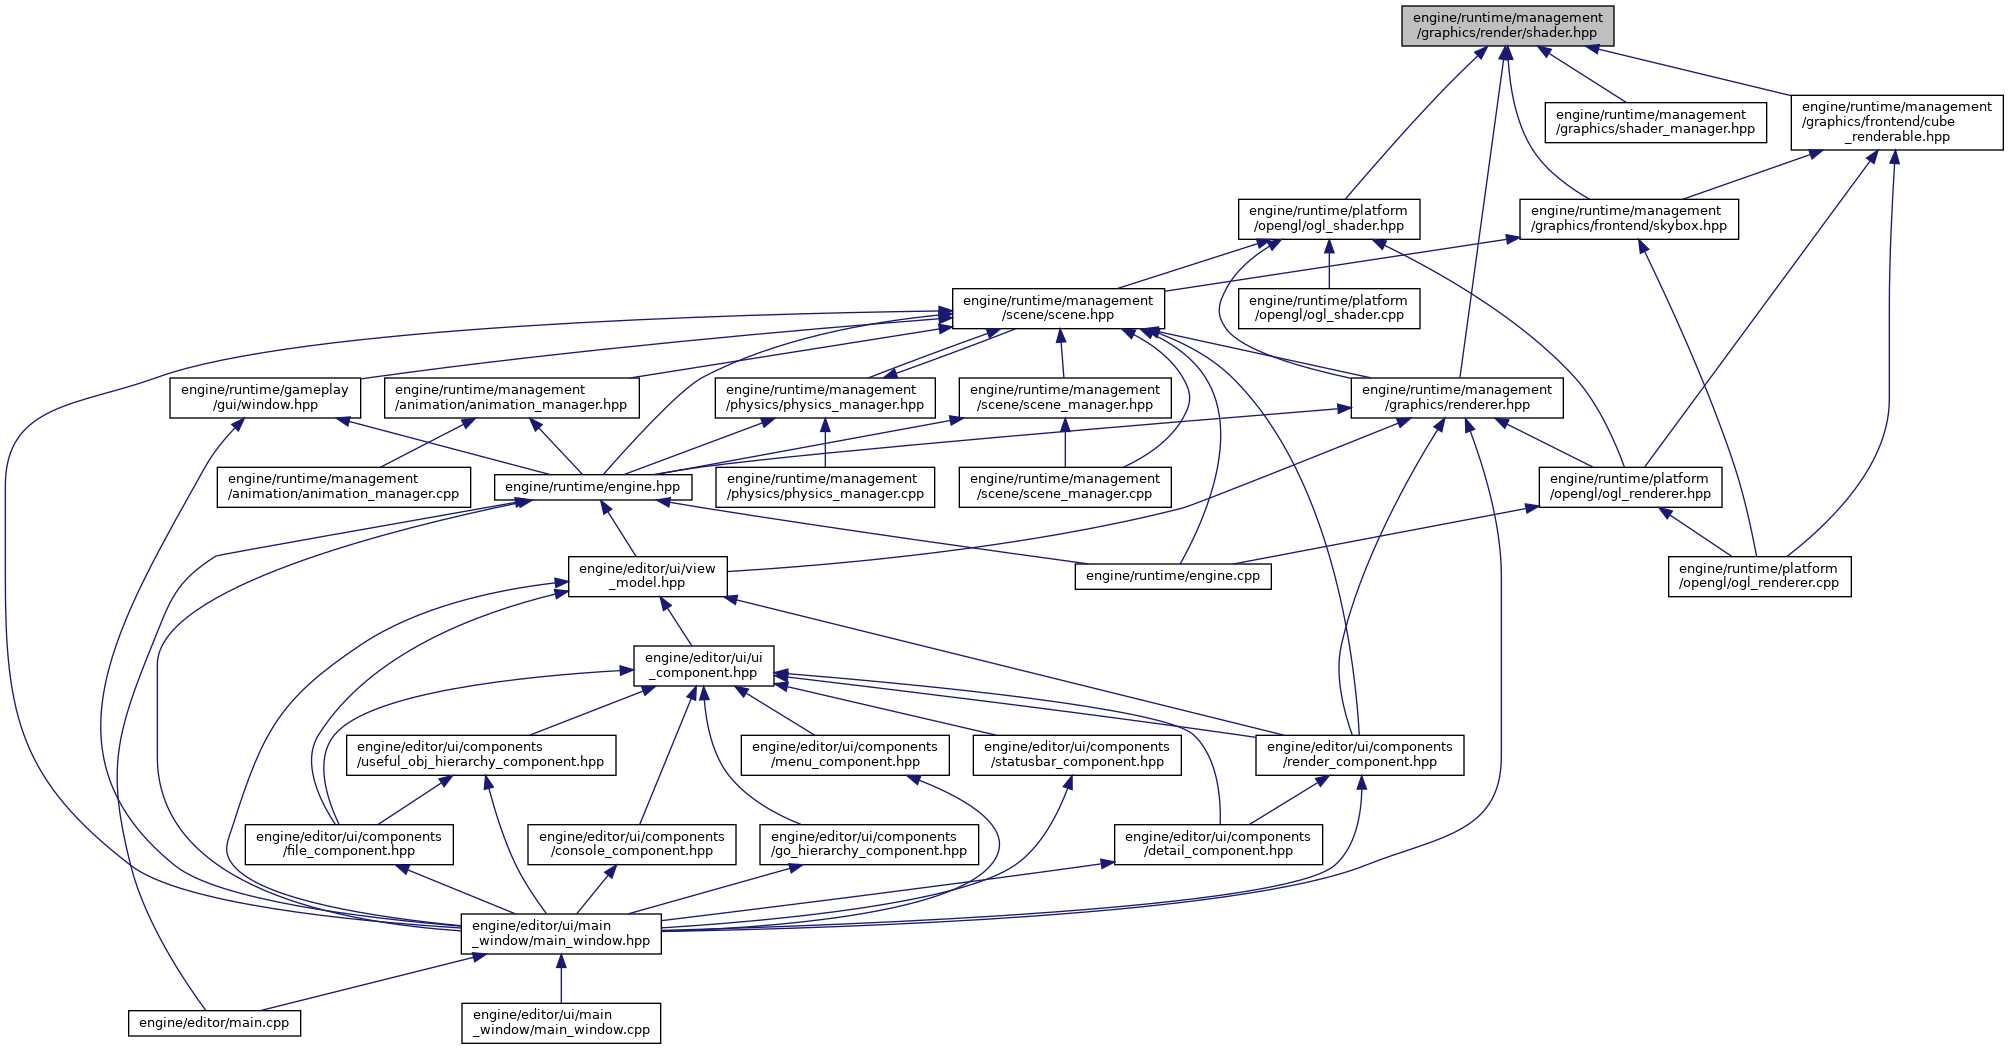 engine/runtime/management
/graphics/render/shader.hpp
engine/runtime/management
/graphics/shader_manager.hpp
engine/runtime/management
/graphics/frontend/cube
_renderable.hpp
engine/runtime/platform
/opengl/ogl_shader.hpp
engine/runtime/management
/graphics/frontend/skybox.hpp
engine/runtime/management
/scene/scene.hpp
engine/runtime/platform
/opengl/ogl_shader.cpp
engine/runtime/gameplay
/gui/window.hpp
engine/runtime/management
/animation/animation_manager.hpp
engine/runtime/management
/physics/physics_manager.hpp
engine/runtime/management
/scene/scene_manager.hpp
engine/runtime/management
/graphics/renderer.hpp
engine/runtime/management
/animation/animation_manager.cpp
engine/runtime/engine.hpp
engine/runtime/management
/physics/physics_manager.cpp
engine/runtime/management
/scene/scene_manager.cpp
engine/runtime/platform
/opengl/ogl_renderer.hpp
engine/editor/ui/view
_model.hpp
engine/runtime/engine.cpp
engine/runtime/platform
/opengl/ogl_renderer.cpp
engine/editor/ui/ui
_component.hpp
engine/editor/ui/components
/useful_obj_hierarchy_component.hpp
engine/editor/ui/components
/menu_component.hpp
engine/editor/ui/components
/statusbar_component.hpp
engine/editor/ui/components
/render_component.hpp
engine/editor/ui/components
/file_component.hpp
engine/editor/ui/components
/console_component.hpp
engine/editor/ui/components
/go_hierarchy_component.hpp
engine/editor/ui/components
/detail_component.hpp
engine/editor/ui/main
_window/main_window.hpp
engine/editor/main.cpp
engine/editor/ui/main
_window/main_window.cpp